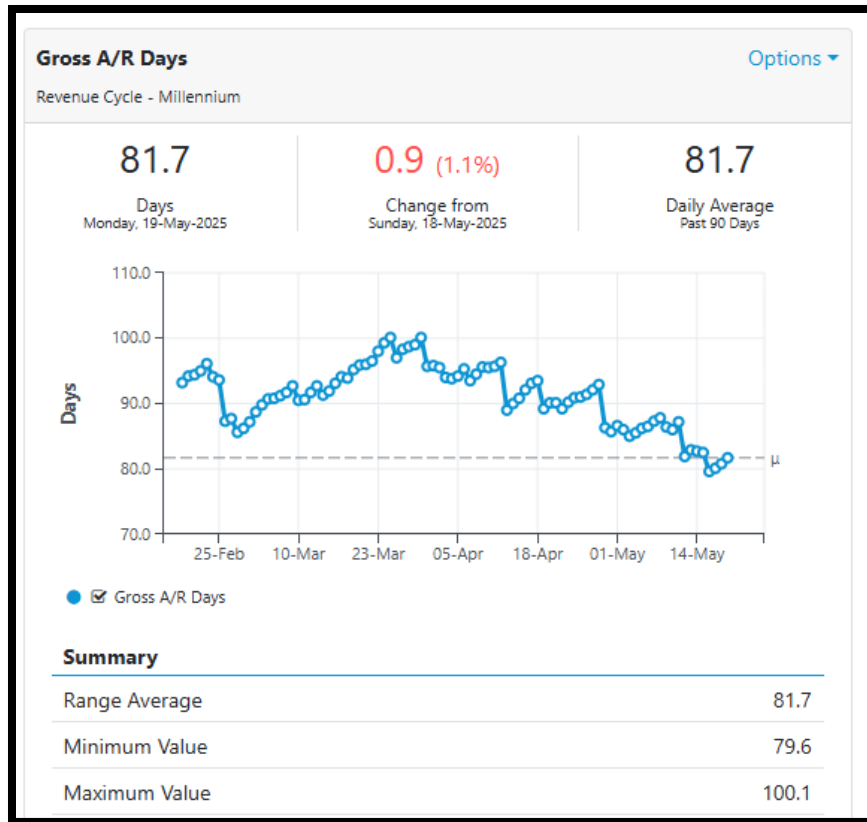 Gross A/R Days
Options
Revenue Cycle - Millennium
81.7
Days
Monday, 19-May-2025
0.9 (1.1%)
Change from
Sunday, 18-May-2025
81.7
Daily Average
Past 90 Days
Days
110.0
100.0
90.0
80.0
70.0
μ
25-Feb 10-Mar 23-Mar 05-Apr 18-Apr 01-May 14-May
Gross A/R Days
Summary
Range Average 81.7
Minimum Value 79.6
Maximum Value 100.1